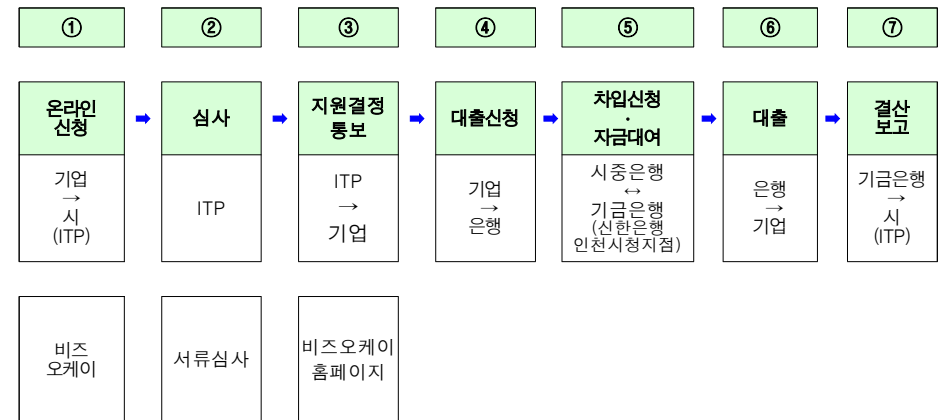 ① ② ③ ④ ⑤ ⑥ ⑦
온라인
신청
➡
심사
➡
지원결정
통보
➡
대출신청
➡
차입신청
·
자금대여
➡
대출
➡
결산
보고
기업
→
시
(ITP)
ITP
ITP
→
기업
기업
→
은행
시중은행
↔
기금은행
(신한은행
인천시청지점)
은행
→
기업
기금은행
→
시
(ITP)
비즈
오케이
서류심사
비즈오케이
홈페이지